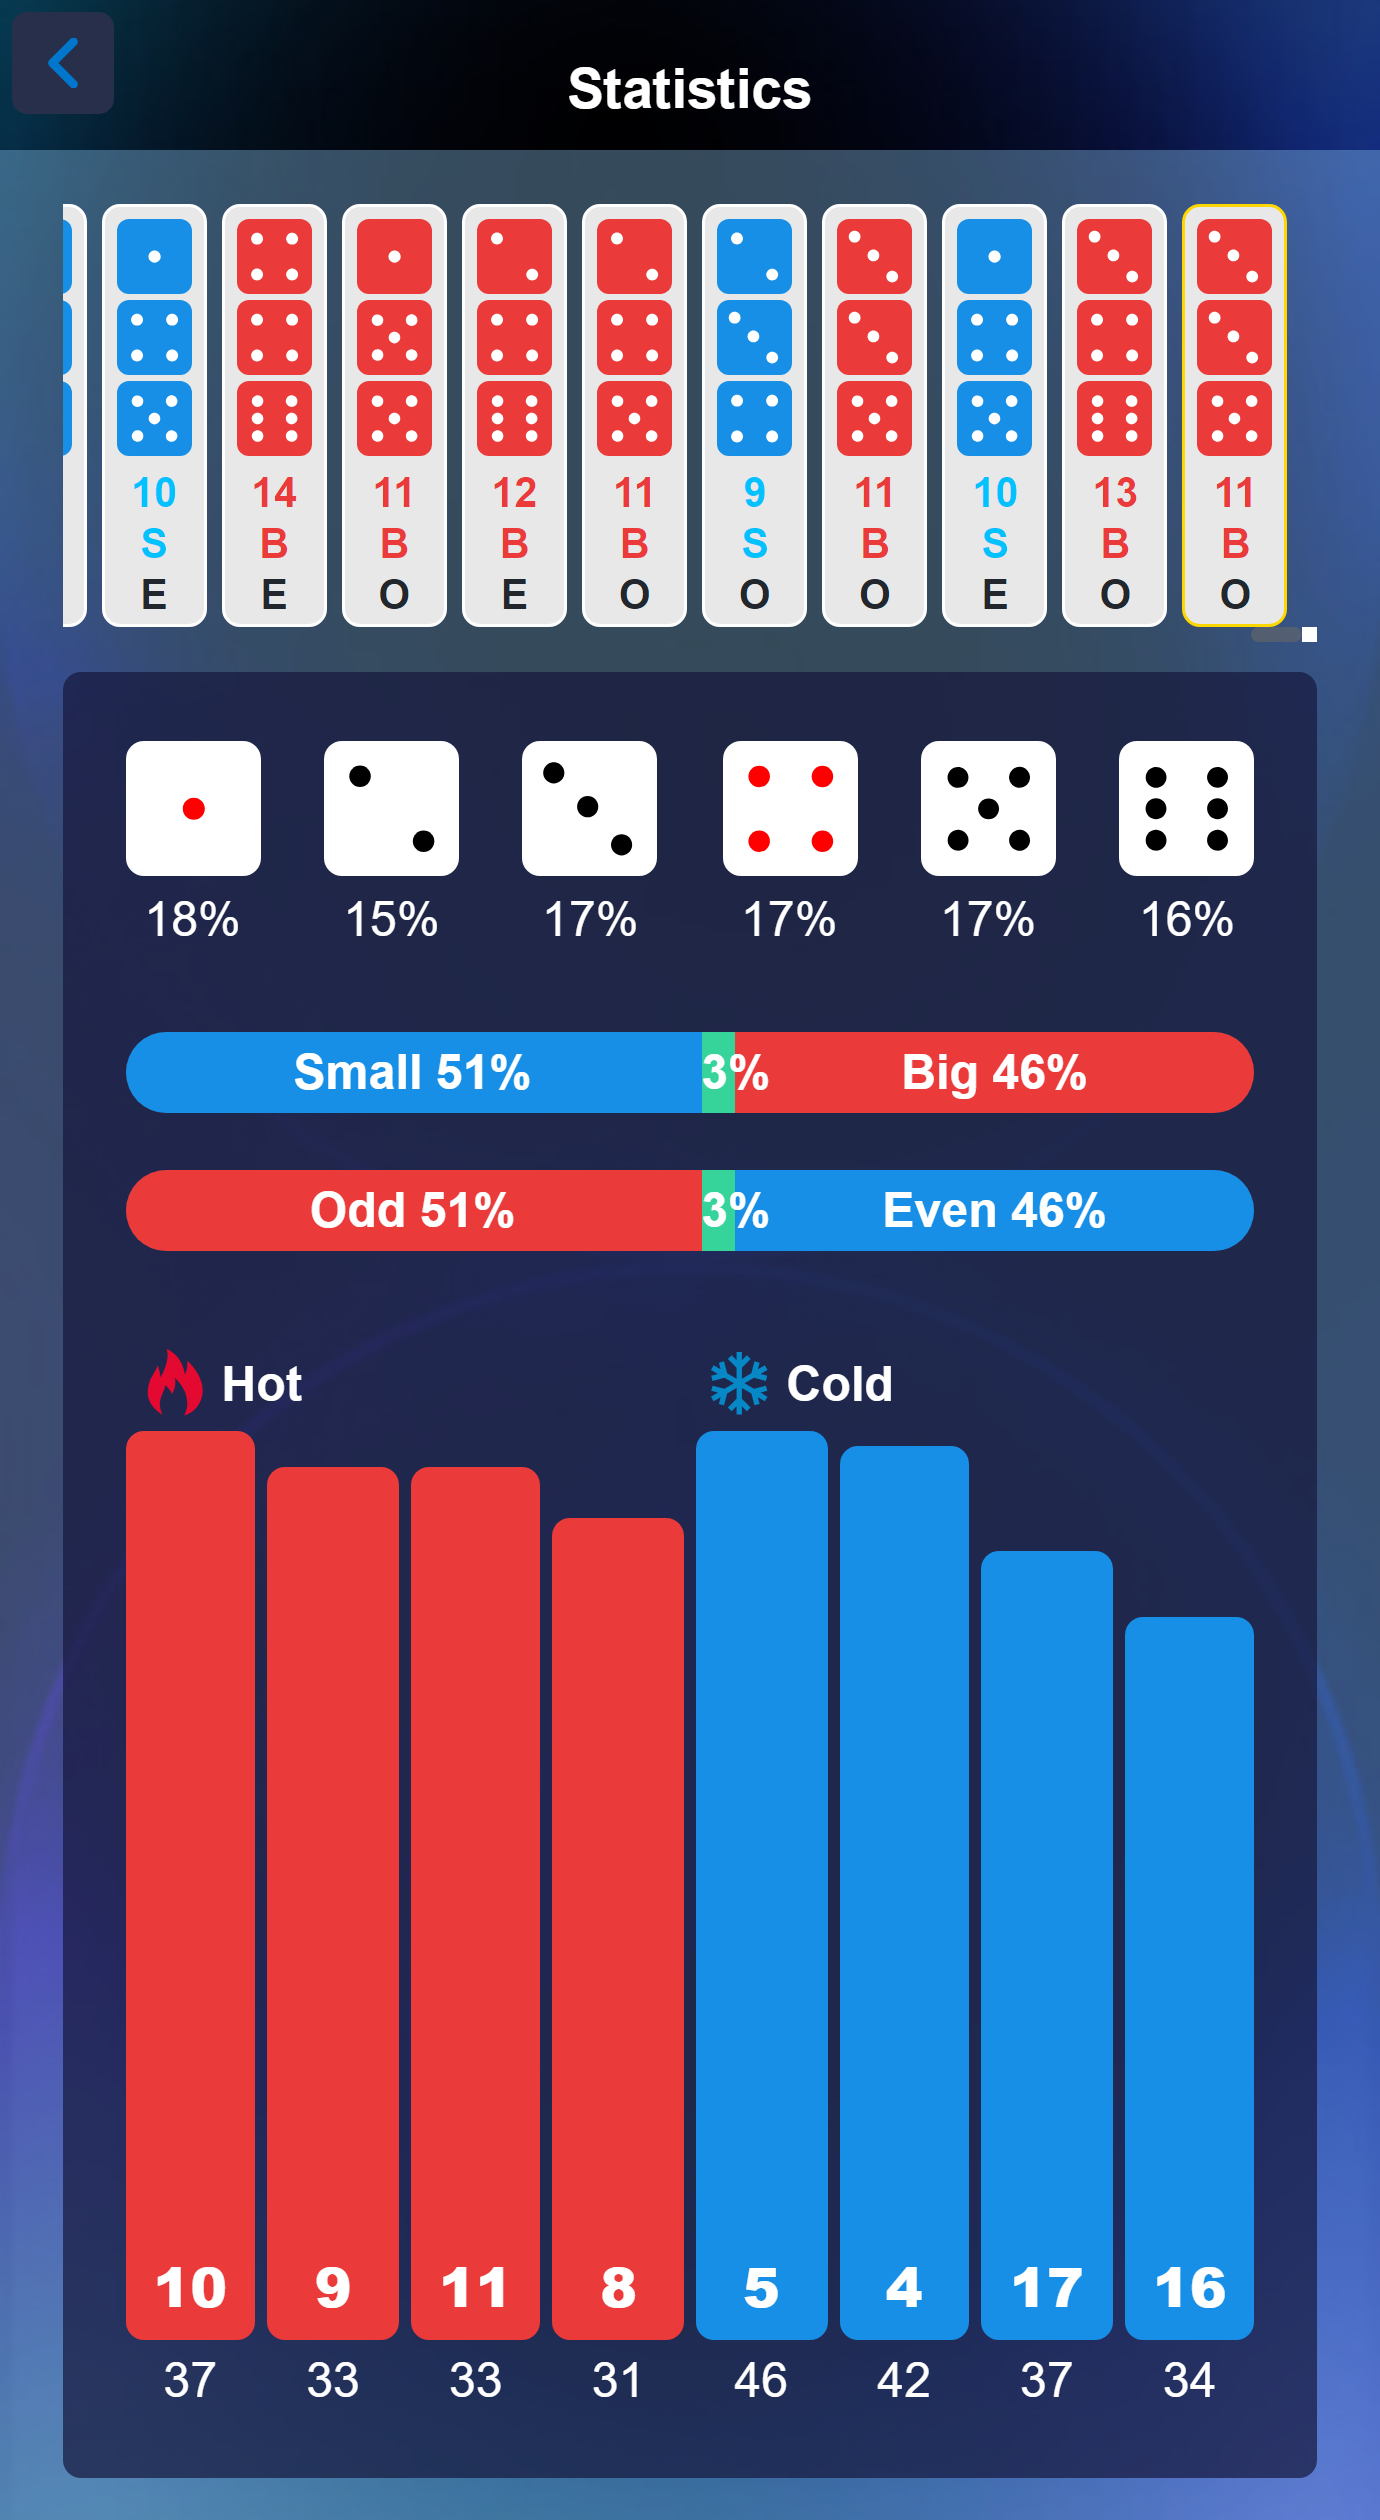 Statistics
10 14 11 12 11 9 11 10 13 11
S B B B B S B S B B
E E O E O O O E O O
18% 15% 17% 17% 17% 16%
Small 51% 3% Big 46%
Odd 51% 3% Even 46%
Hot Cold
10 9 11 8 5 4 17 16
37 33 33 31 46 42 37 34